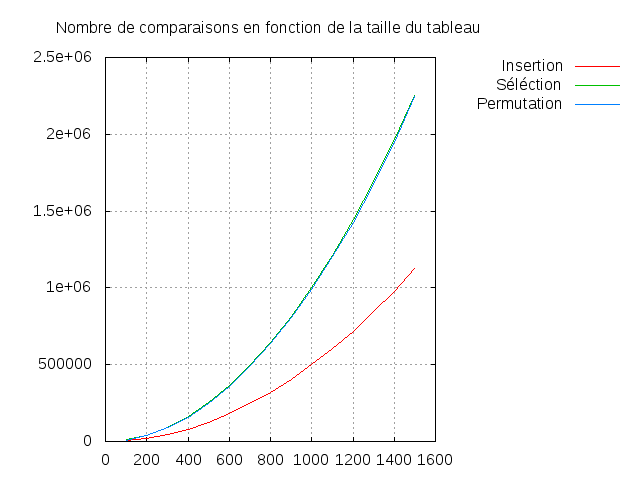 Nombre de comparaisons en fonction de la taille du tableau
2.5e+06
2e+06
1.5e+06
1e+06
500000
0
0 200 400 600 800 1000 1200 1400 1600
Insertion
Séléction
Permutation